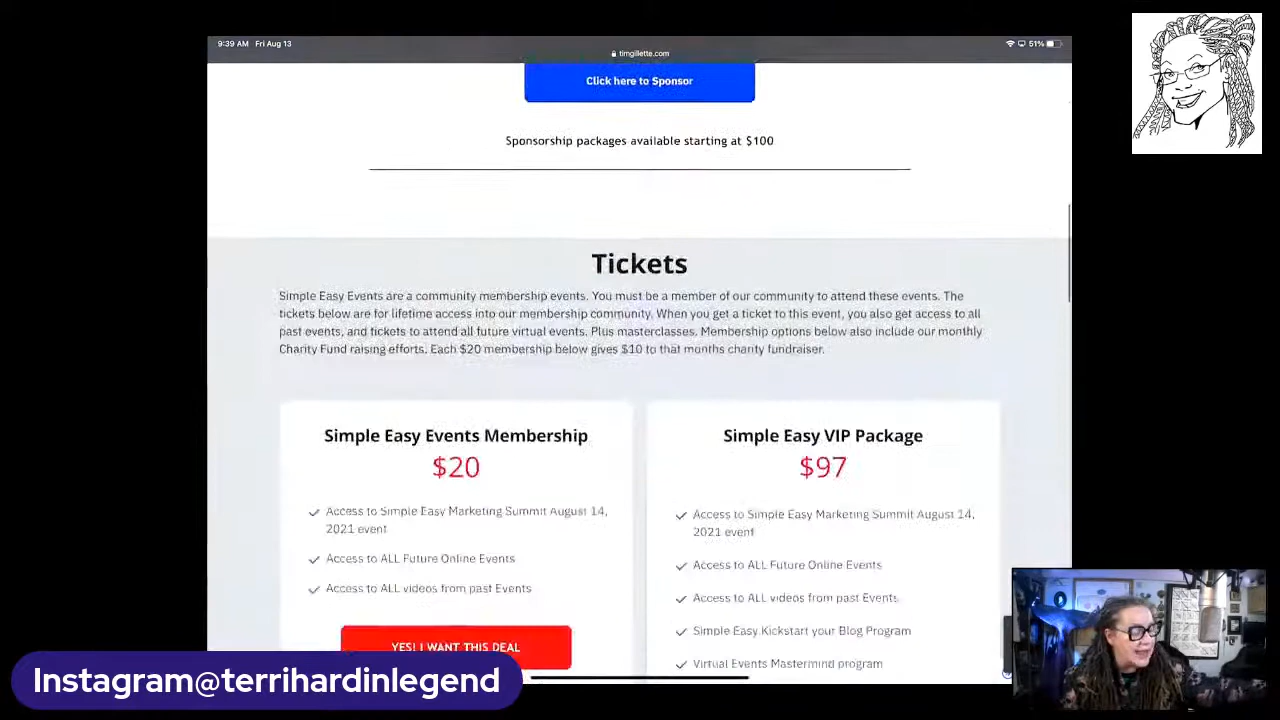 9:39 AM Fri Aug 13
51%
timgillette.com
Click here to Sponsor
Sponsorship packages available starting at $100
Tickets
Simple Easy Events are a community membership events. You must be a member of our community to attend these events. The
tickets below are for lifetime access into our membership community. When you get a ticket to this event, you also get access to all
past events, and tickets to attend all future virtual events. Plus masterclasses. Membership options below also include our monthly
Charity Fund raising efforts. Each $20 membership below gives $10 to that months charity fundraiser.
Simple Easy Events Membership
$20
Access to Simple Easy Marketing Summit August 14,
2021 event
Access to ALL Future Online Events
Access to ALL videos from past Events
YES! I WANT THIS DEAL
Simple Easy VIP Package
$97
Access to Simple Easy Marketing Summit August 14,
2021 event
Access to ALL Future Online Events
Access to ALL videos from past Events
Simple Easy Kickstart your Blog Program
Virtual Events Mastermind program
Instagram@terrihardinlegend